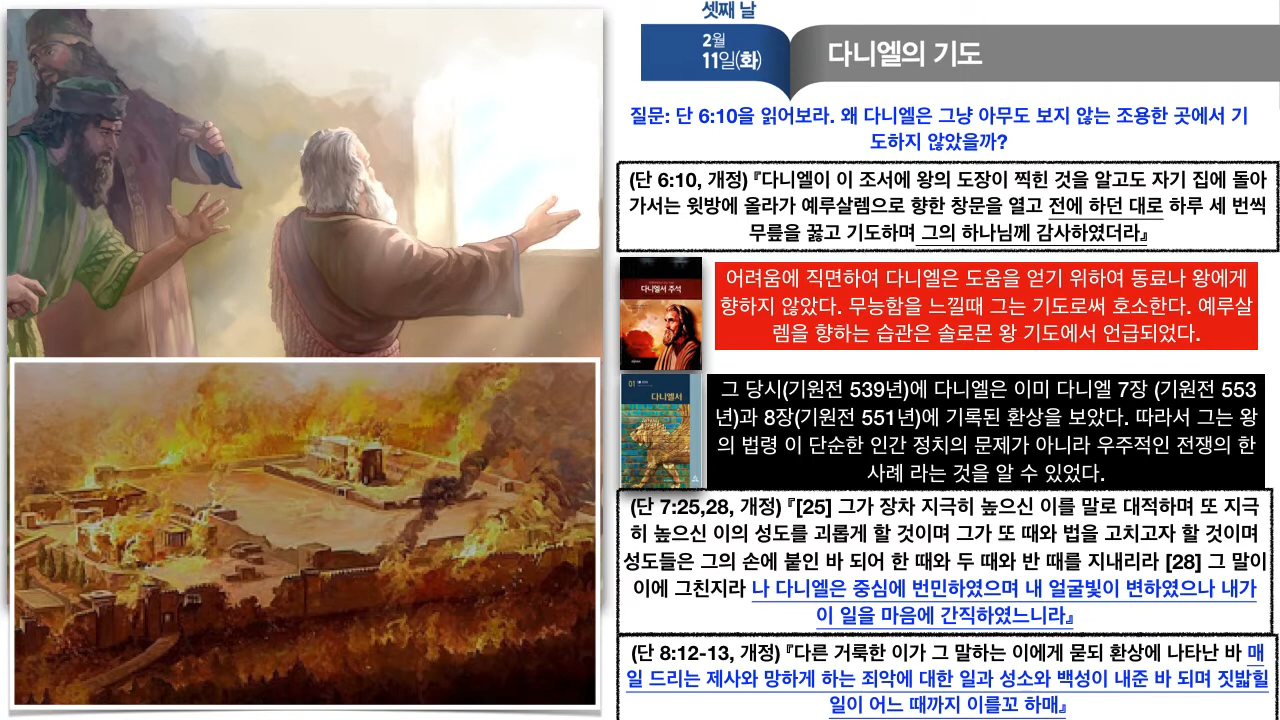 셋째 날
2월
11일(화)
다니엘의 기도
질문: 단 6:10을 읽어보라. 왜 다니엘은 그냥 아무도 보지 않는 조용한 곳에서 기
도하지 않았을까?
(단 6:10, 개정)『다니엘이 이 조서에 왕의 도장이 찍힌 것을 알고도 자기 집에 돌아
가서는 윗방에 올라가 예루살렘으로 향한 창문을 열고 전에 하던 대로 하루 세 번씩
무릎을 꿇고 기도하며 그의 하나님께 감사하였더라』
다니엘서 주석
어려움에 직면하여 다니엘은 도움을 얻기 위하여 동료나 왕에게
향하지 않았다. 무능함을 느낄때 그는 기도로써 호소한다. 예루살
렘을 향하는 습관은 솔로몬 왕 기도에서 언급되었다.
01
다니엘서
그 당시(기원전 539년)에 다니엘은 이미 다니엘 7장 (기원전 553
년)과 8장(기원전 551년)에 기록된 환상을 보았다. 따라서 그는 왕
의 법령 이 단순한 인간 정치의 문제가 아니라 우주적인 전쟁의 한
사례 라는 것을 알 수 있었다.
(단 7:25,28, 개정)『[25] 그가 장차 지극히 높으신 이를 말로 대적하며 또 지극
히 높으신 이의 성도를 괴롭게 할 것이며 그가 또 때와 법을 고치고자 할 것이며
성도들은 그의 손에 붙인 바 되어 한 때와 두 때와 반 때를 지내리라 [28] 그 말이
이에 그친지라 나 다니엘은 중심에 번민하였으며 내 얼굴빛이 변하였으나 내가
이 일을 마음에 간직하였느니라』
(단 8:12-13, 개정)『다른 거룩한 이가 그 말하는 이에게 묻되 환상에 나타난 바 매
일 드리는 제사와 망하게 하는 죄악에 대한 일과 성소와 백성이 내준 바 되며 짓밟힐
일이 어느 때까지 이를꼬 하매』